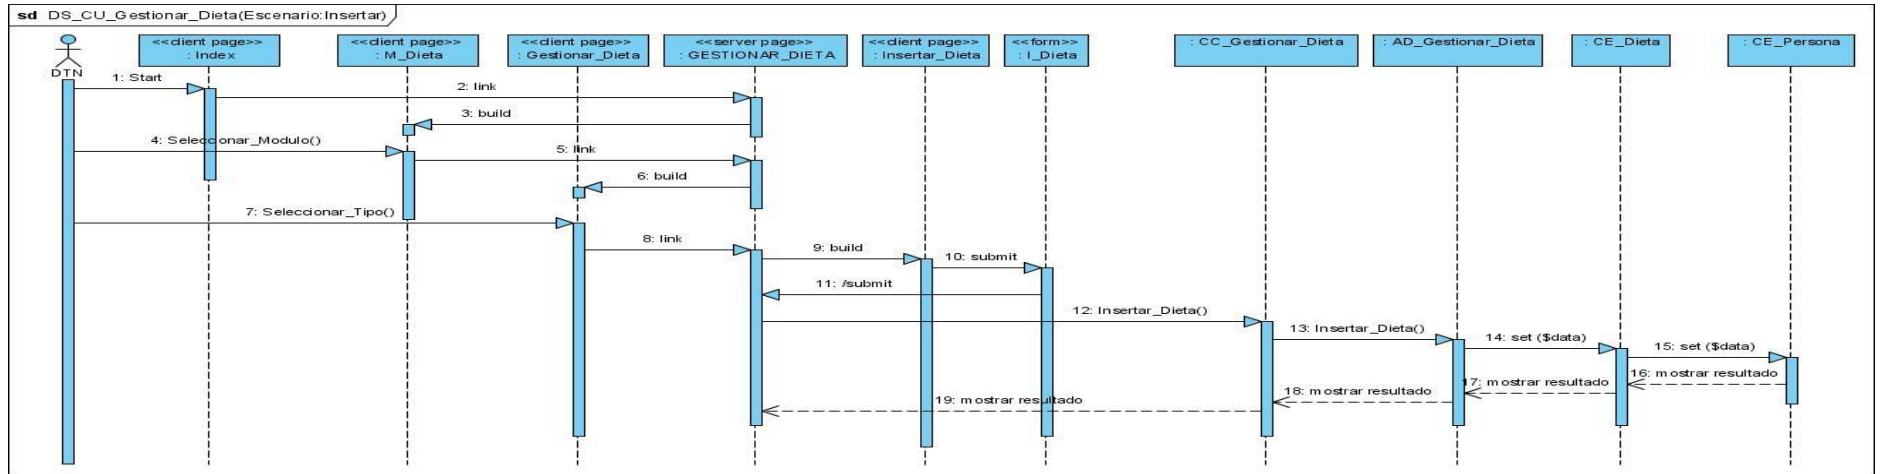 sd DS_CU_Gestionar_Dieta(Escenario:Insertar)
DTN
<<client page>>
: Index
<<client page>>
: M_Dieta
<<client page>>
: Gestionar_Dieta
<<server page>>
: GESTIONAR_DIETA
<<client page>>
: Insertar_Dieta
<<form>>
: I_Dieta
: CC_Gestionar_Dieta
: AD_Gestionar_Dieta
: CE_Dieta
: CE_Persona
1: Start
2: link
3: build
4: Seleccionar_Modulo()
5: link
6: build
7: Seleccionar_Tipo()
8: link
9: build
10: submit
11: /submit
12: Insertar_Dieta()
13: Insertar_Dieta()
14: set ($data)
15: set ($data)
16: mostrar resultado
17: mostrar resultado
18: mostrar resultado
19: mostrar resultado